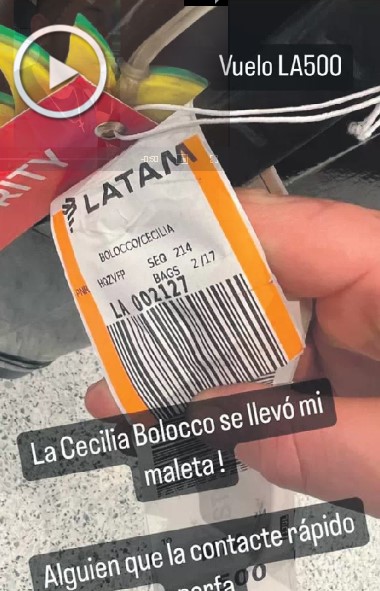 Vuelo LA500
RITY
LATAM
BOLOCCO/CECILIA
SEQ 214
BAGS 2/17
LA 002127
La Cecilia Bolocco se llevó mi
maleta !
Alguien que la contacte rápido
porfa